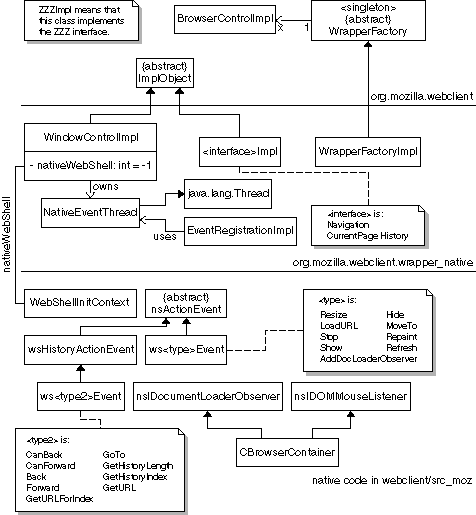 ZZZImpl means that
this class implements
the ZZZ interface.
BrowserControlImpl
1
<singleton>
{abstract}
WrapperFactory
{abstract}
ImplObject
org.mozilla.webclient
WindowControlImpl
- nativeWebShell: int = -1
<interface>Impl
WrapperFactoryImpl
owns
java.lang.Thread
NativeEventThread
uses
EventRegistrationImpl
<interface> is:
Navigation
CurrentPage History
nativeWebShell
org.mozilla.webclient.wrapper_native
WebShellInitContext
{abstract}
nsActionEvent
<type> is:
Resize Hide
LoadURL MoveTo
Stop Repaint
Show Refresh
AddDocLoaderObserver
wsHistoryActionEvent
ws<type>Event
ws<type2>Event
nsIDocumentLoaderObserver
nsIDOMMouseListener
<type2> is:
CanBack GoTo
CanForward GetHistoryLength
Back GetHistoryIndex
Forward GetURL
GetURLForIndex
CBrowserContainer
native code in webclient/src_moz